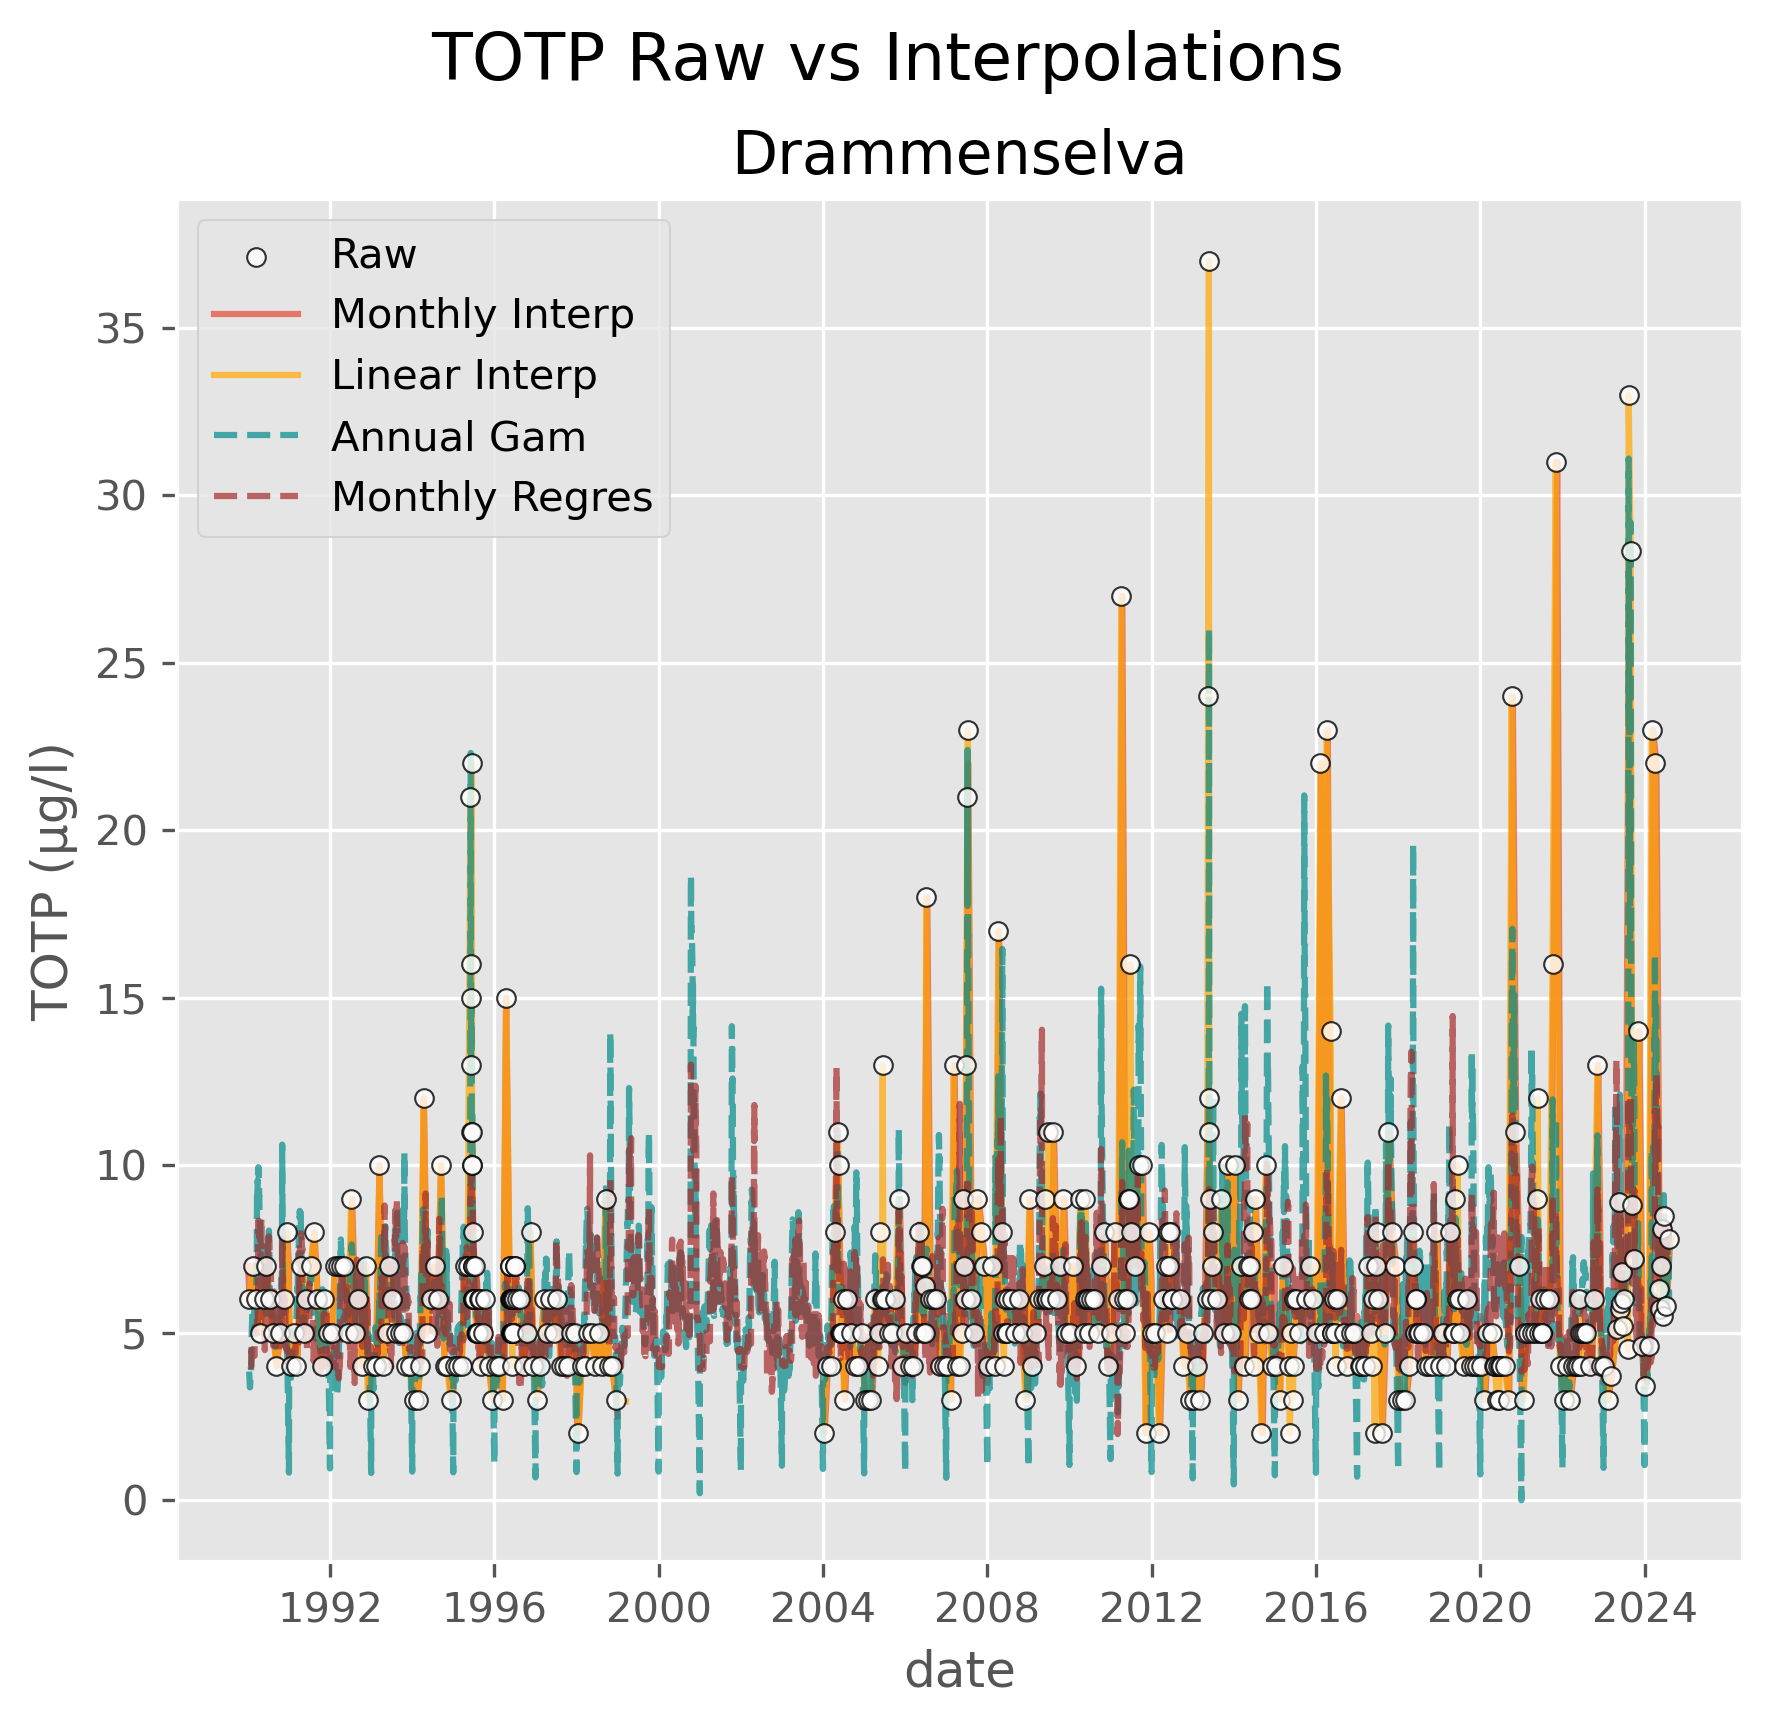 TOTP Raw vs Interpolations
Drammenselva
Raw
Monthly Interp
Linear Interp
Annual Gam
Monthly Regres
TOTP (µg/l)
35
30
25
20
15
10
5
0
1992 1996 2000 2004 2008 2012 2016 2020 2024
date